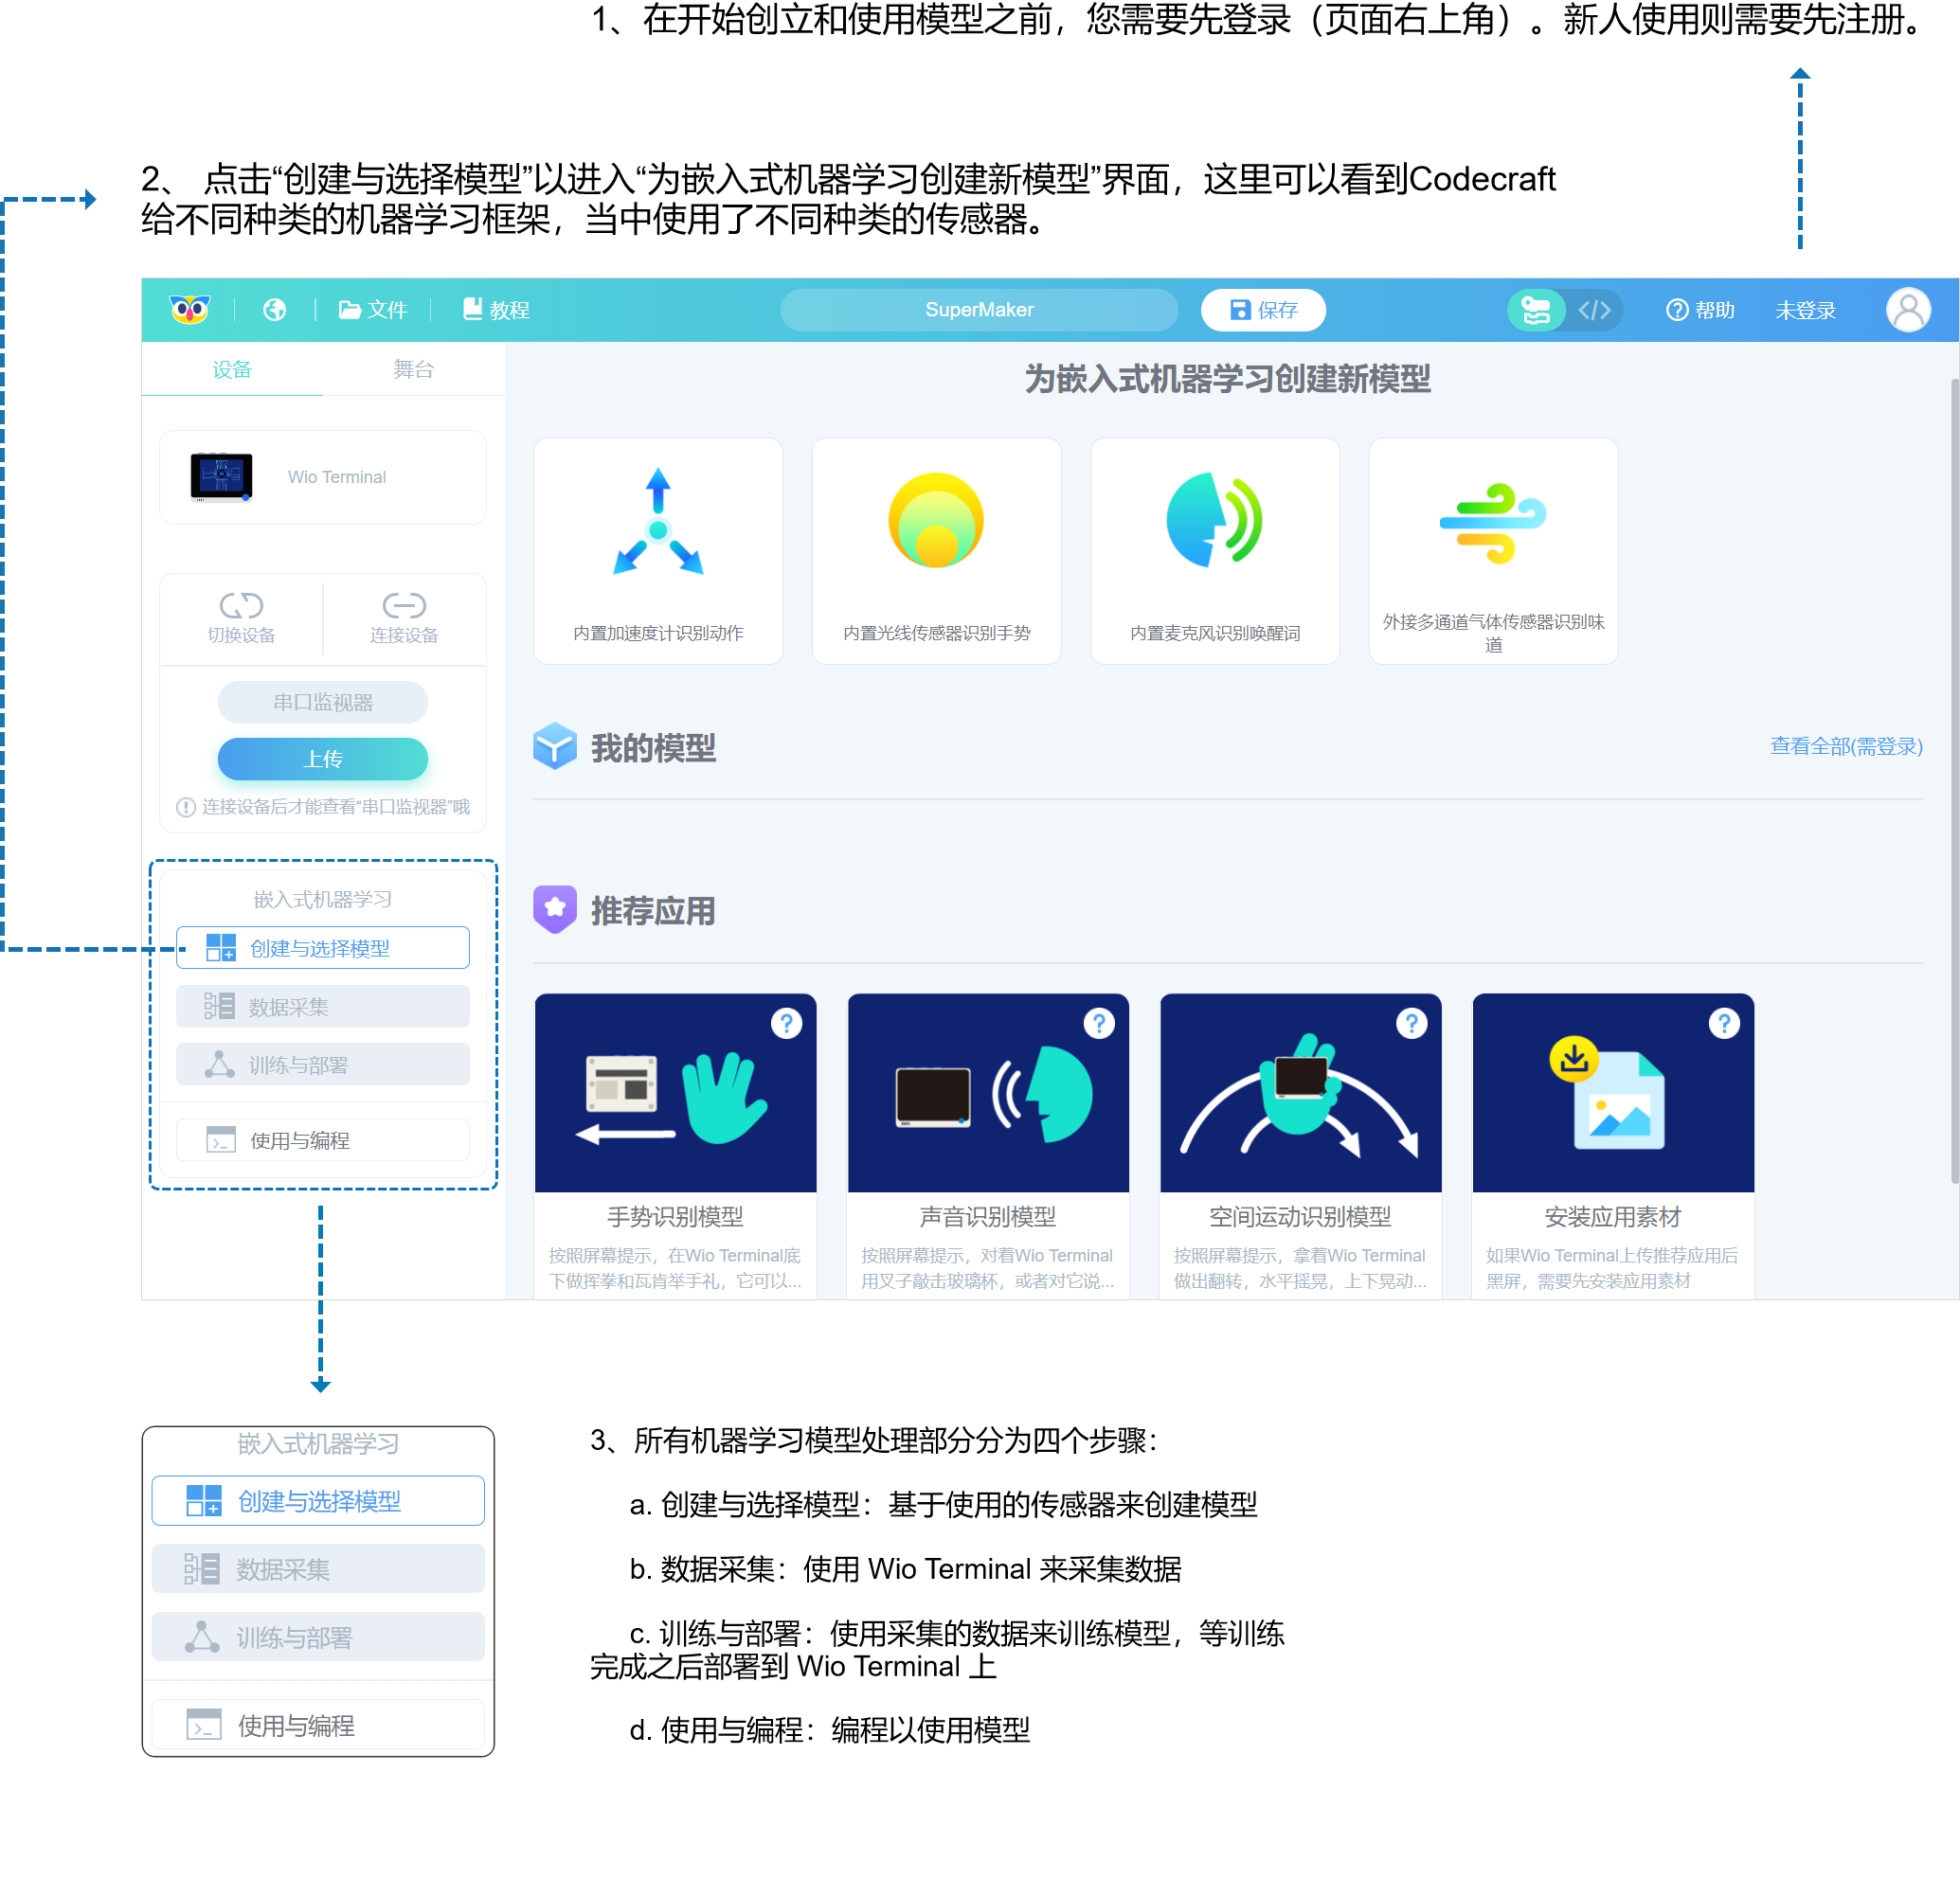 1、在开始创立和使用模型之前，您需要先登录（页面右上角）。新人使用则需要先注册。
2、 点击“创建与选择模型”以进入“为嵌入式机器学习创建新模型”界面，这里可以看到Codecraft
给不同种类的机器学习框架，当中使用了不同种类的传感器。
文件
教程
SuperMaker
保存
</>
帮助
未登录
设备
舞台
为嵌入式机器学习创建新模型
Wio Terminal
切换设备
连接设备
串口监视器
上传
连接设备后才能查看“串口监视器”哦
内置加速度计识别动作
内置光线传感器识别手势
内置麦克风识别唤醒词
外接多通道气体传感器识别味
道
我的模型
查看全部(需登录)
嵌入式机器学习
创建与选择模型
数据采集
训练与部署
使用与编程
推荐应用
手势识别模型
按照屏幕提示，在Wio Terminal底
下做挥拳和瓦肯举手礼，它可以...
声音识别模型
按照屏幕提示，对着Wio Terminal
用叉子敲击玻璃杯，或者对它说...
空间运动识别模型
按照屏幕提示，拿着Wio Terminal
做出翻转，水平摇晃，上下晃动...
安装应用素材
如果Wio Terminal上传推荐应用后
黑屏，需要先安装应用素材
嵌入式机器学习
创建与选择模型
数据采集
训练与部署
使用与编程
3、所有机器学习模型处理部分分为四个步骤：
a. 创建与选择模型：基于使用的传感器来创建模型
b. 数据采集：使用 Wio Terminal 来采集数据
c. 训练与部署：使用采集的数据来训练模型，等训练
完成之后部署到 Wio Terminal 上
d. 使用与编程：编程以使用模型